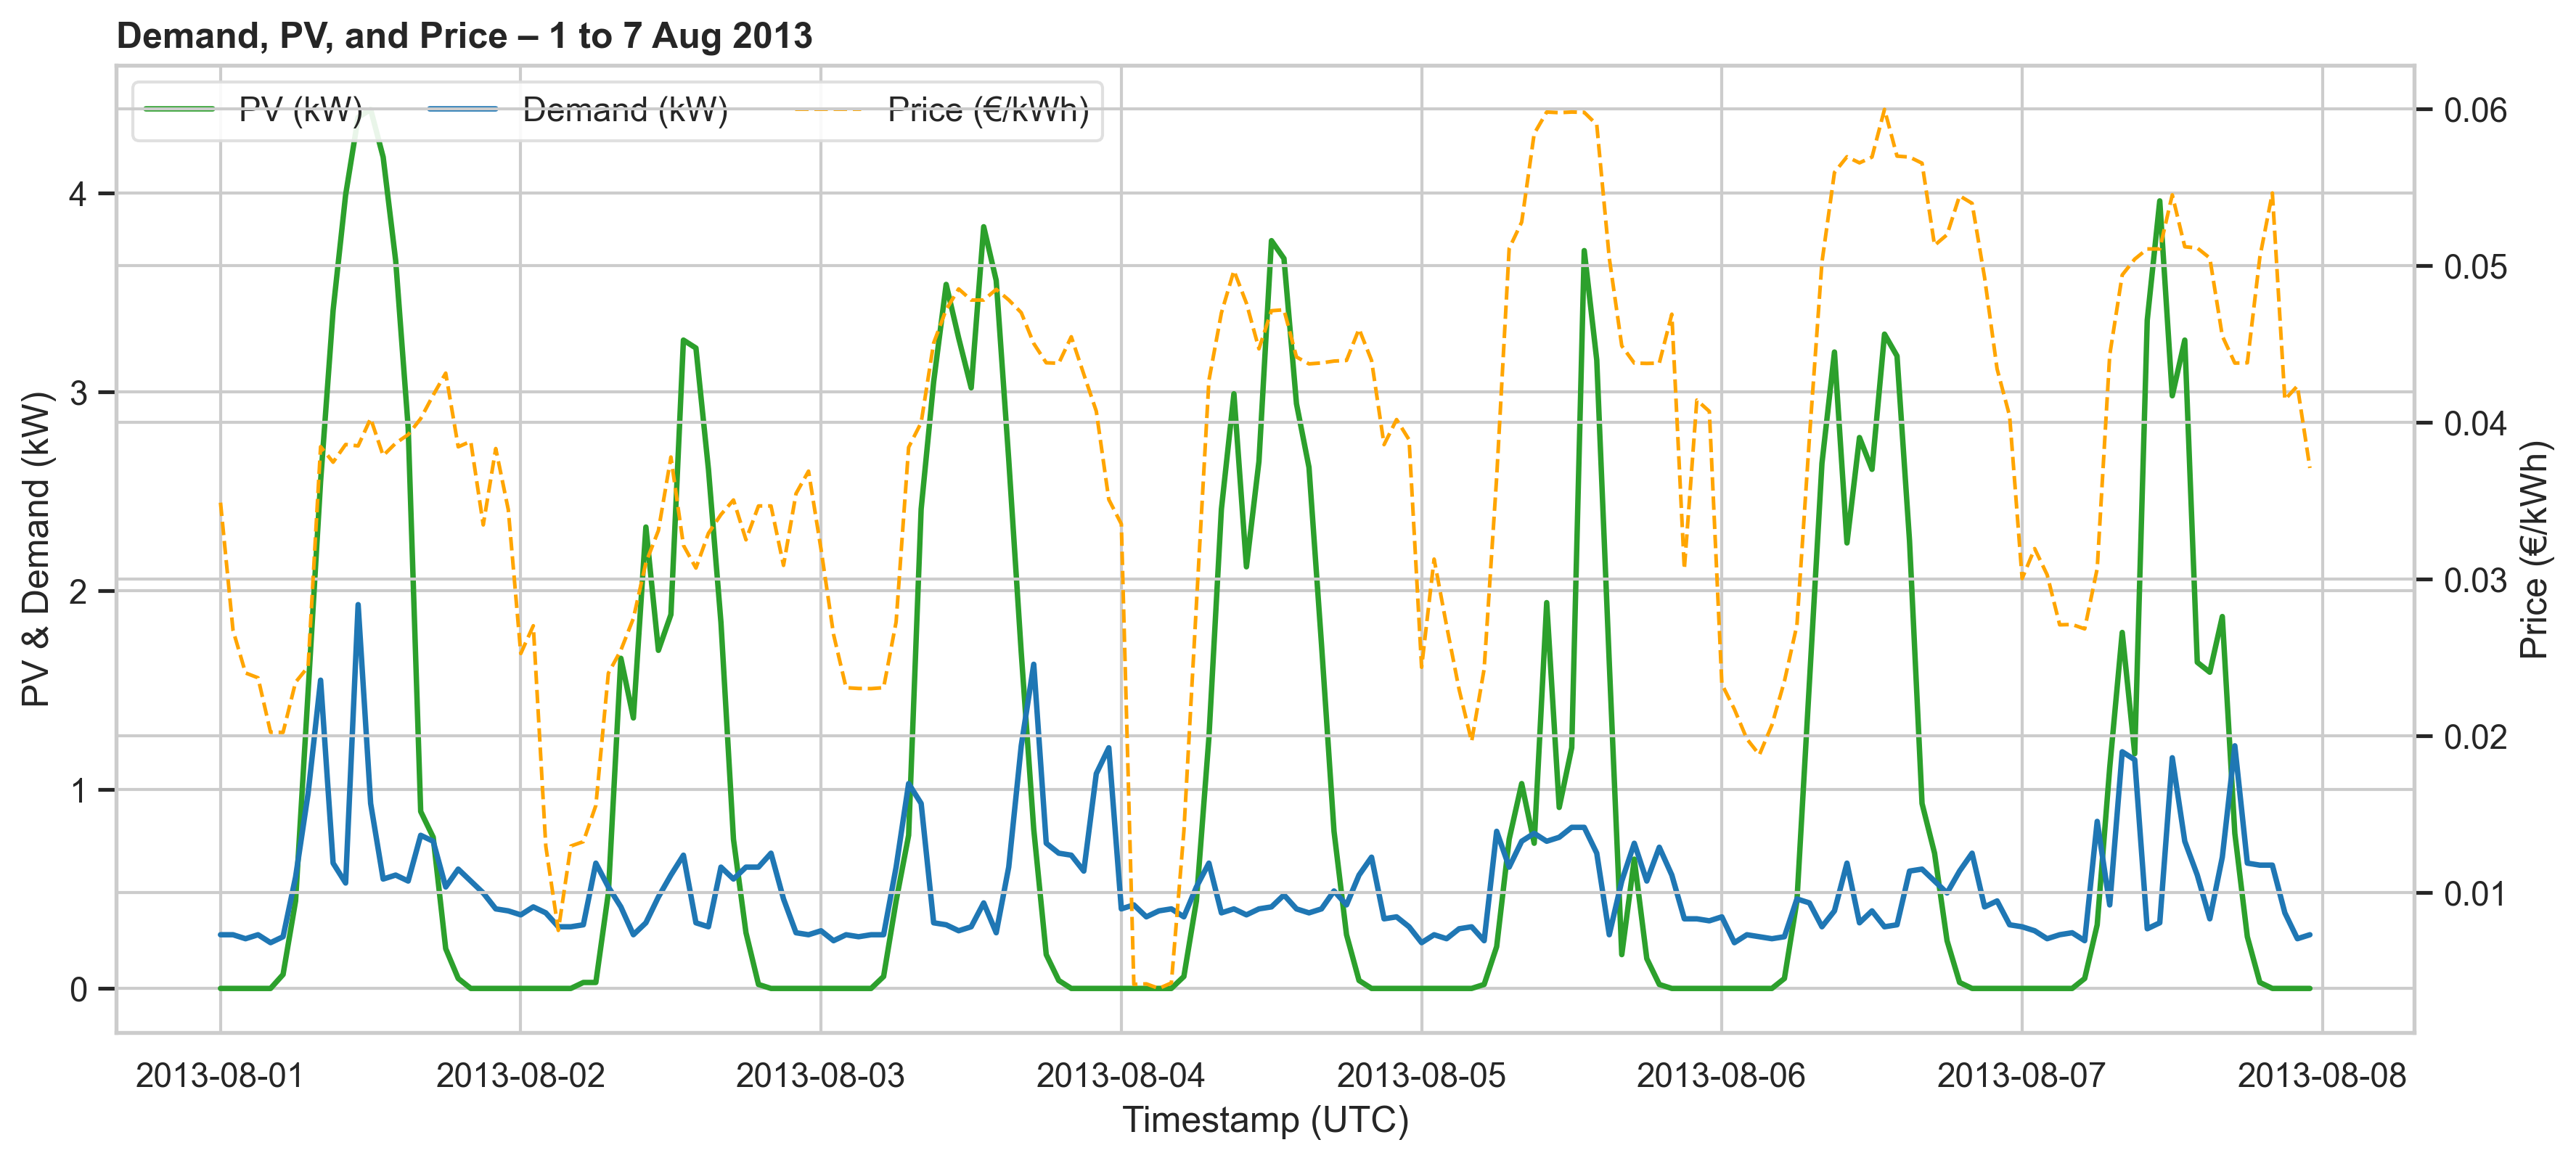 Demand, PV, and Price – 1 to 7 Aug 2013
PV (kW) Demand (kW) Price (€/kWh)
PV & Demand (kW)
4
3
2
1
0
0.06
0.05
0.04
0.03
0.02
0.01
Price (€/kWh)
2013-08-01 2013-08-02 2013-08-03 2013-08-04 2013-08-05 2013-08-06 2013-08-07 2013-08-08
Timestamp (UTC)